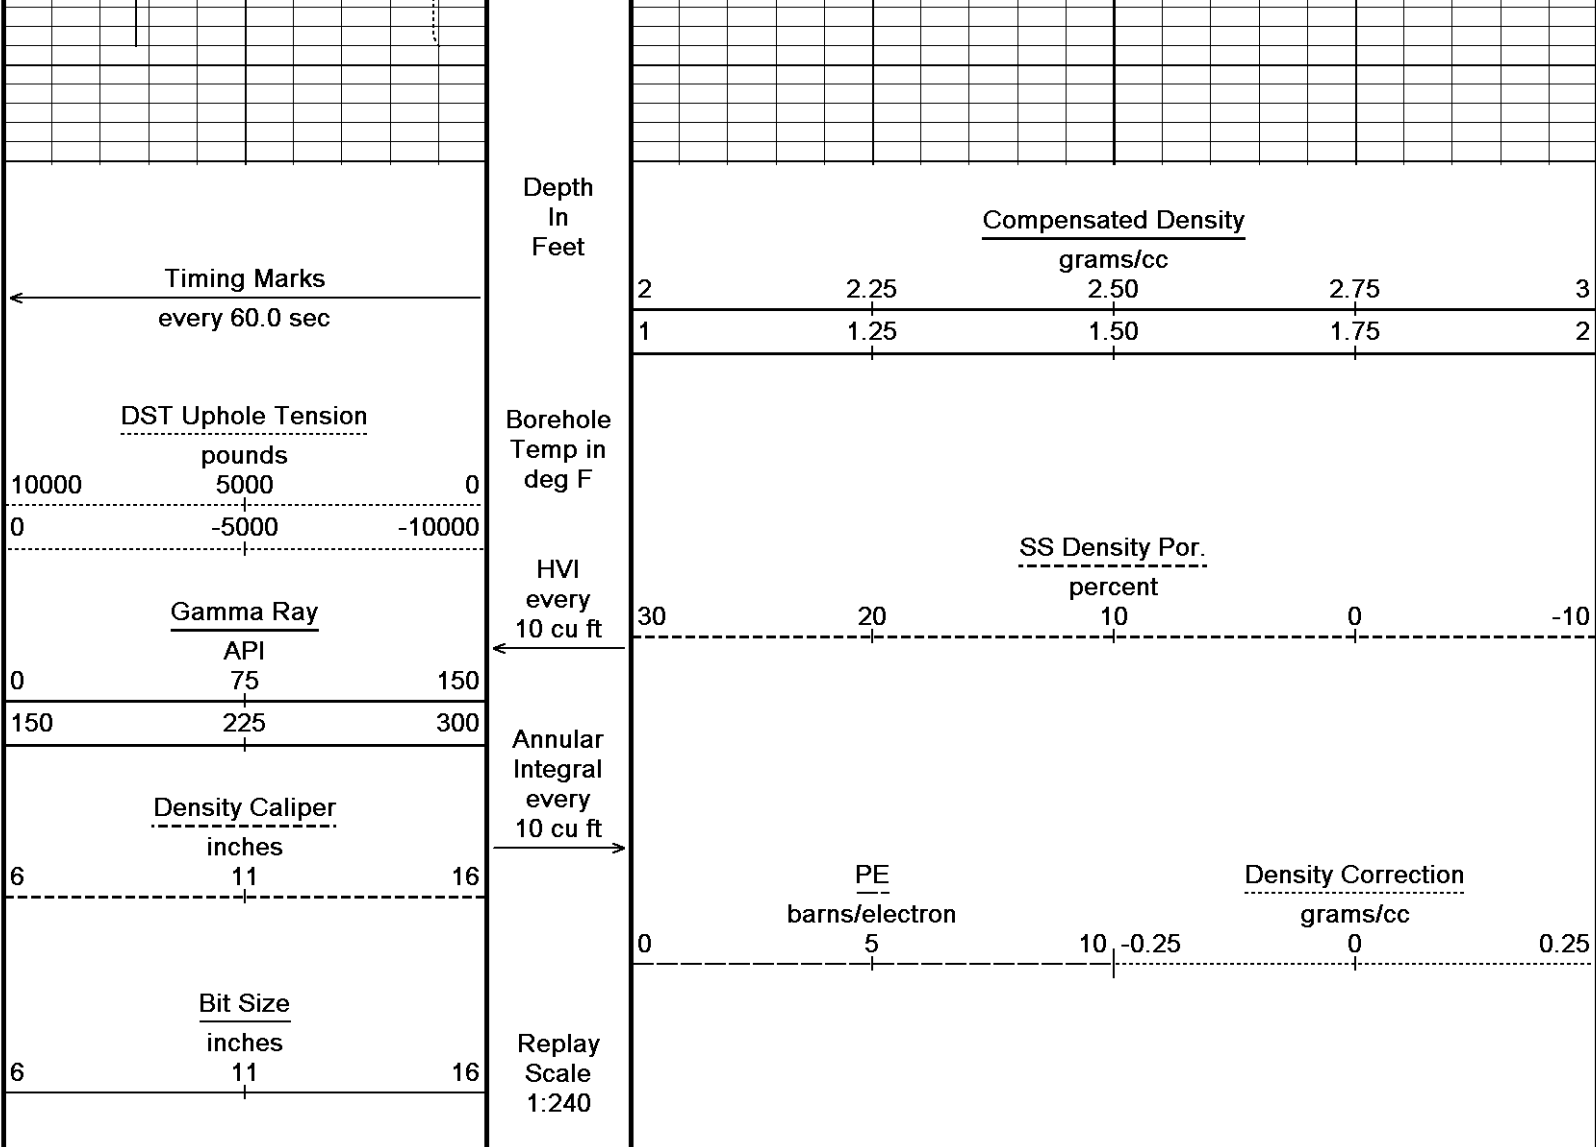 Timing Marks
every 60.0 sec
DST Uphole Tension
pounds
10000 5000 0
0 -5000 -10000
Gamma Ray
API
0 75 150
150 225 300
Density Caliper
inches
6 11 16
Bit Size
inches
6 11 16
Depth
In
Feet
Borehole
Temp in
deg F
HVI
every
10 cu ft
Annular
Integral
every
10 cu ft
Replay
Scale
1:240
Compensated Density
grams/cc
2 2.25 2.50 2.75 3
1 1.25 1.50 1.75 2
SS Density Por.
percent
30 20 10 0 -10
PE
barns/electron
0 5 10
Density Correction
grams/cc
-0.25 0 0.25